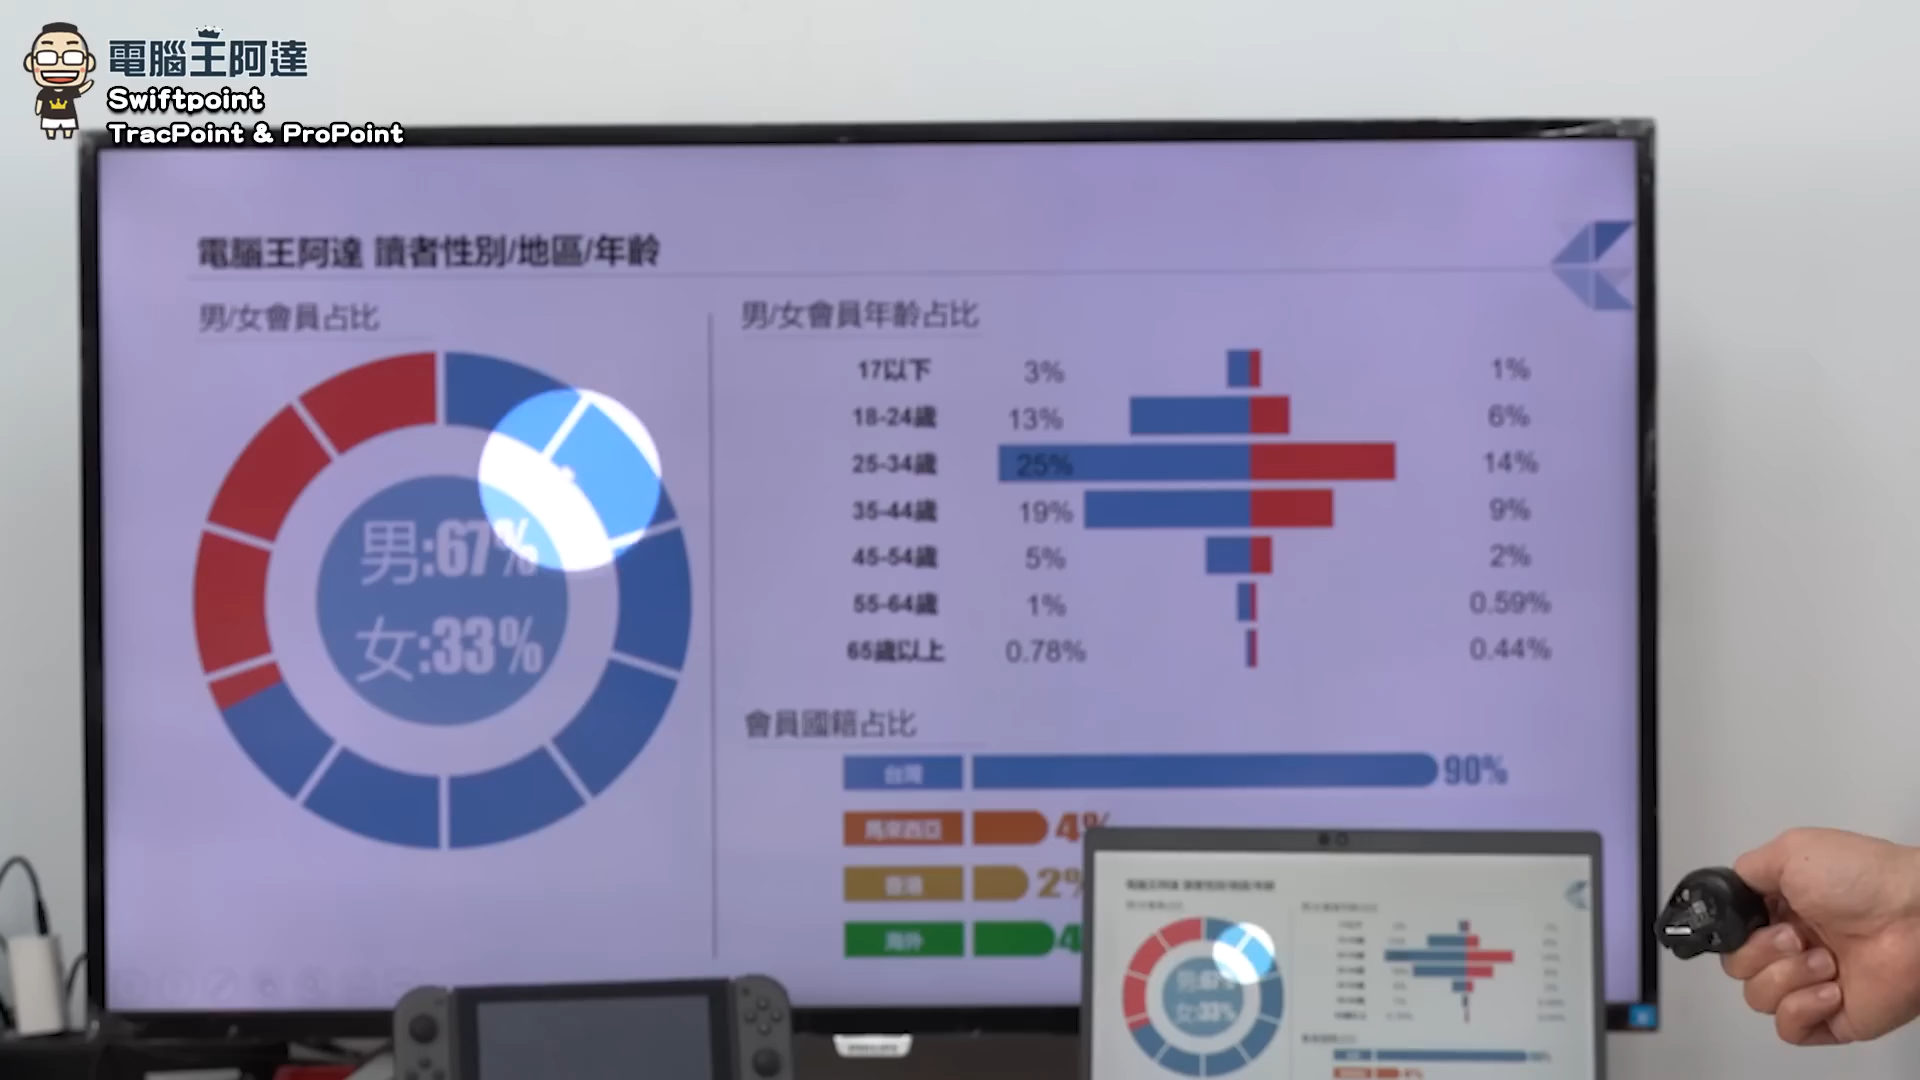 電腦王阿達
Swiftpoint
TracPoint & ProPoint
電腦王阿達 讀者性別/地區/年齡
男/女會員占比
男:67%
女:33%
男/女會員年齡占比
17以下 3% 1%
18-24歲 13% 6%
25-34歲 25% 14%
35-44歲 19% 9%
45-54歲 5% 2%
55-64歲 1% 0.59%
65歲以上 0.78% 0.44%
會員國籍占比
台灣 90%
馬來西亞 4%
香港 2%
海外 4
男:67%
女:33%